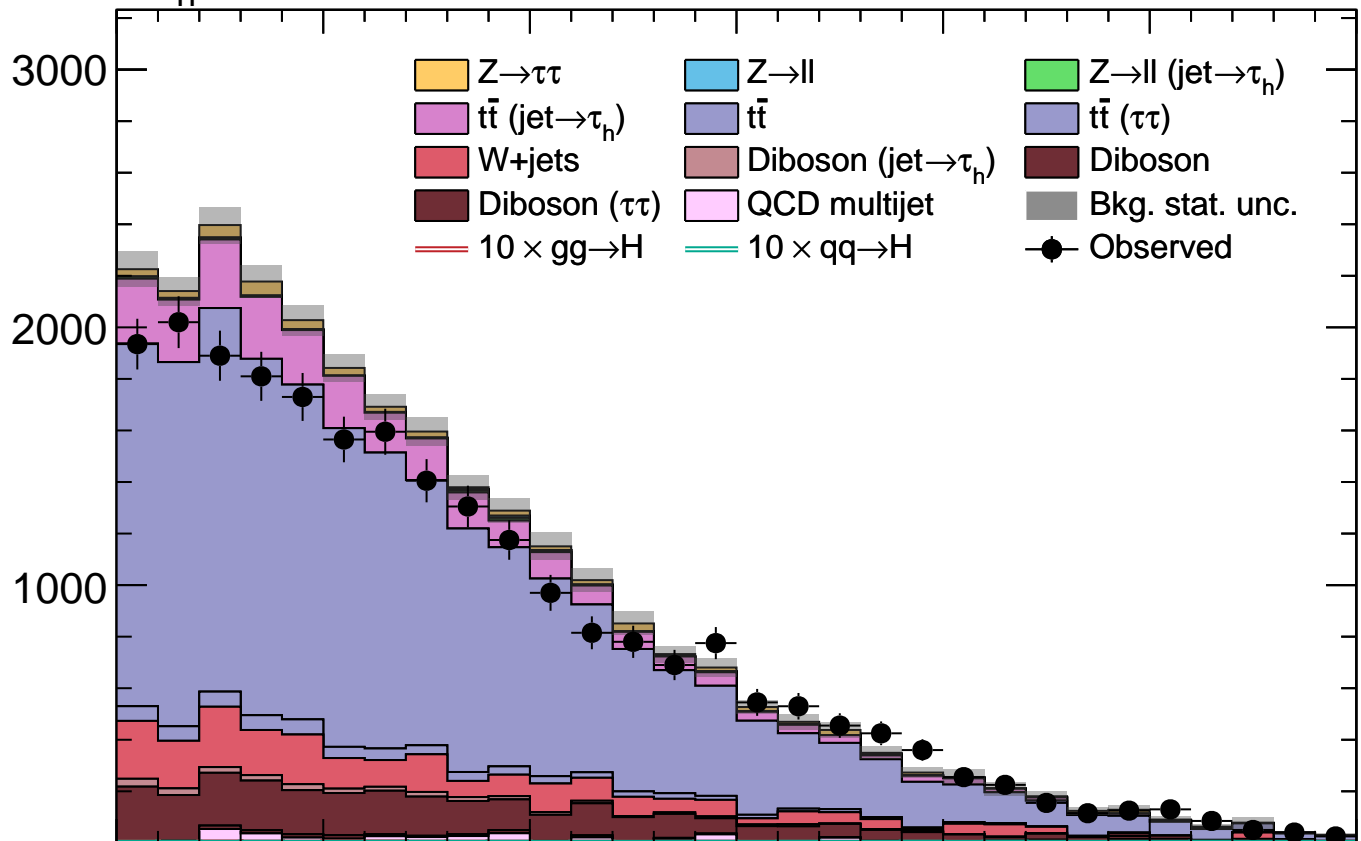 3000
Z→ττ Z→ll Z→ll (jet→τh)
tt̄ (jet→τh) tt̄ tt̄ (ττ)
W+jets Diboson (jet→τh) Diboson
Diboson (ττ) QCD multijet Bkg. stat. unc.
10 × gg→H 10 × qq→H Observed
2000
1000